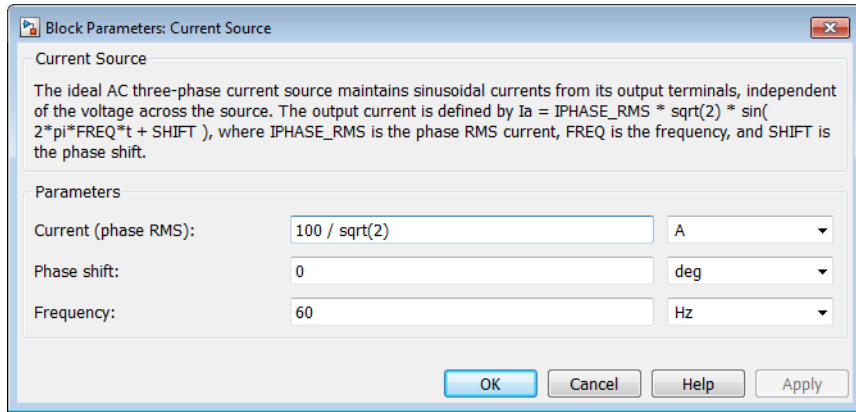 Block Parameters: Current Source
Current Source
The ideal AC three-phase current source maintains sinusoidal currents from its output terminals, independent
of the voltage across the source. The output current is defined by Ia = IPHASE_RMS * sqrt(2) * sin(
2*pi*FREQ*t + SHIFT ), where IPHASE_RMS is the phase RMS current, FREQ is the frequency, and SHIFT is
the phase shift.
Parameters
Current (phase RMS): 100 / sqrt(2) A
Phase shift: 0 deg
Frequency: 60 Hz
OK Cancel Help Apply